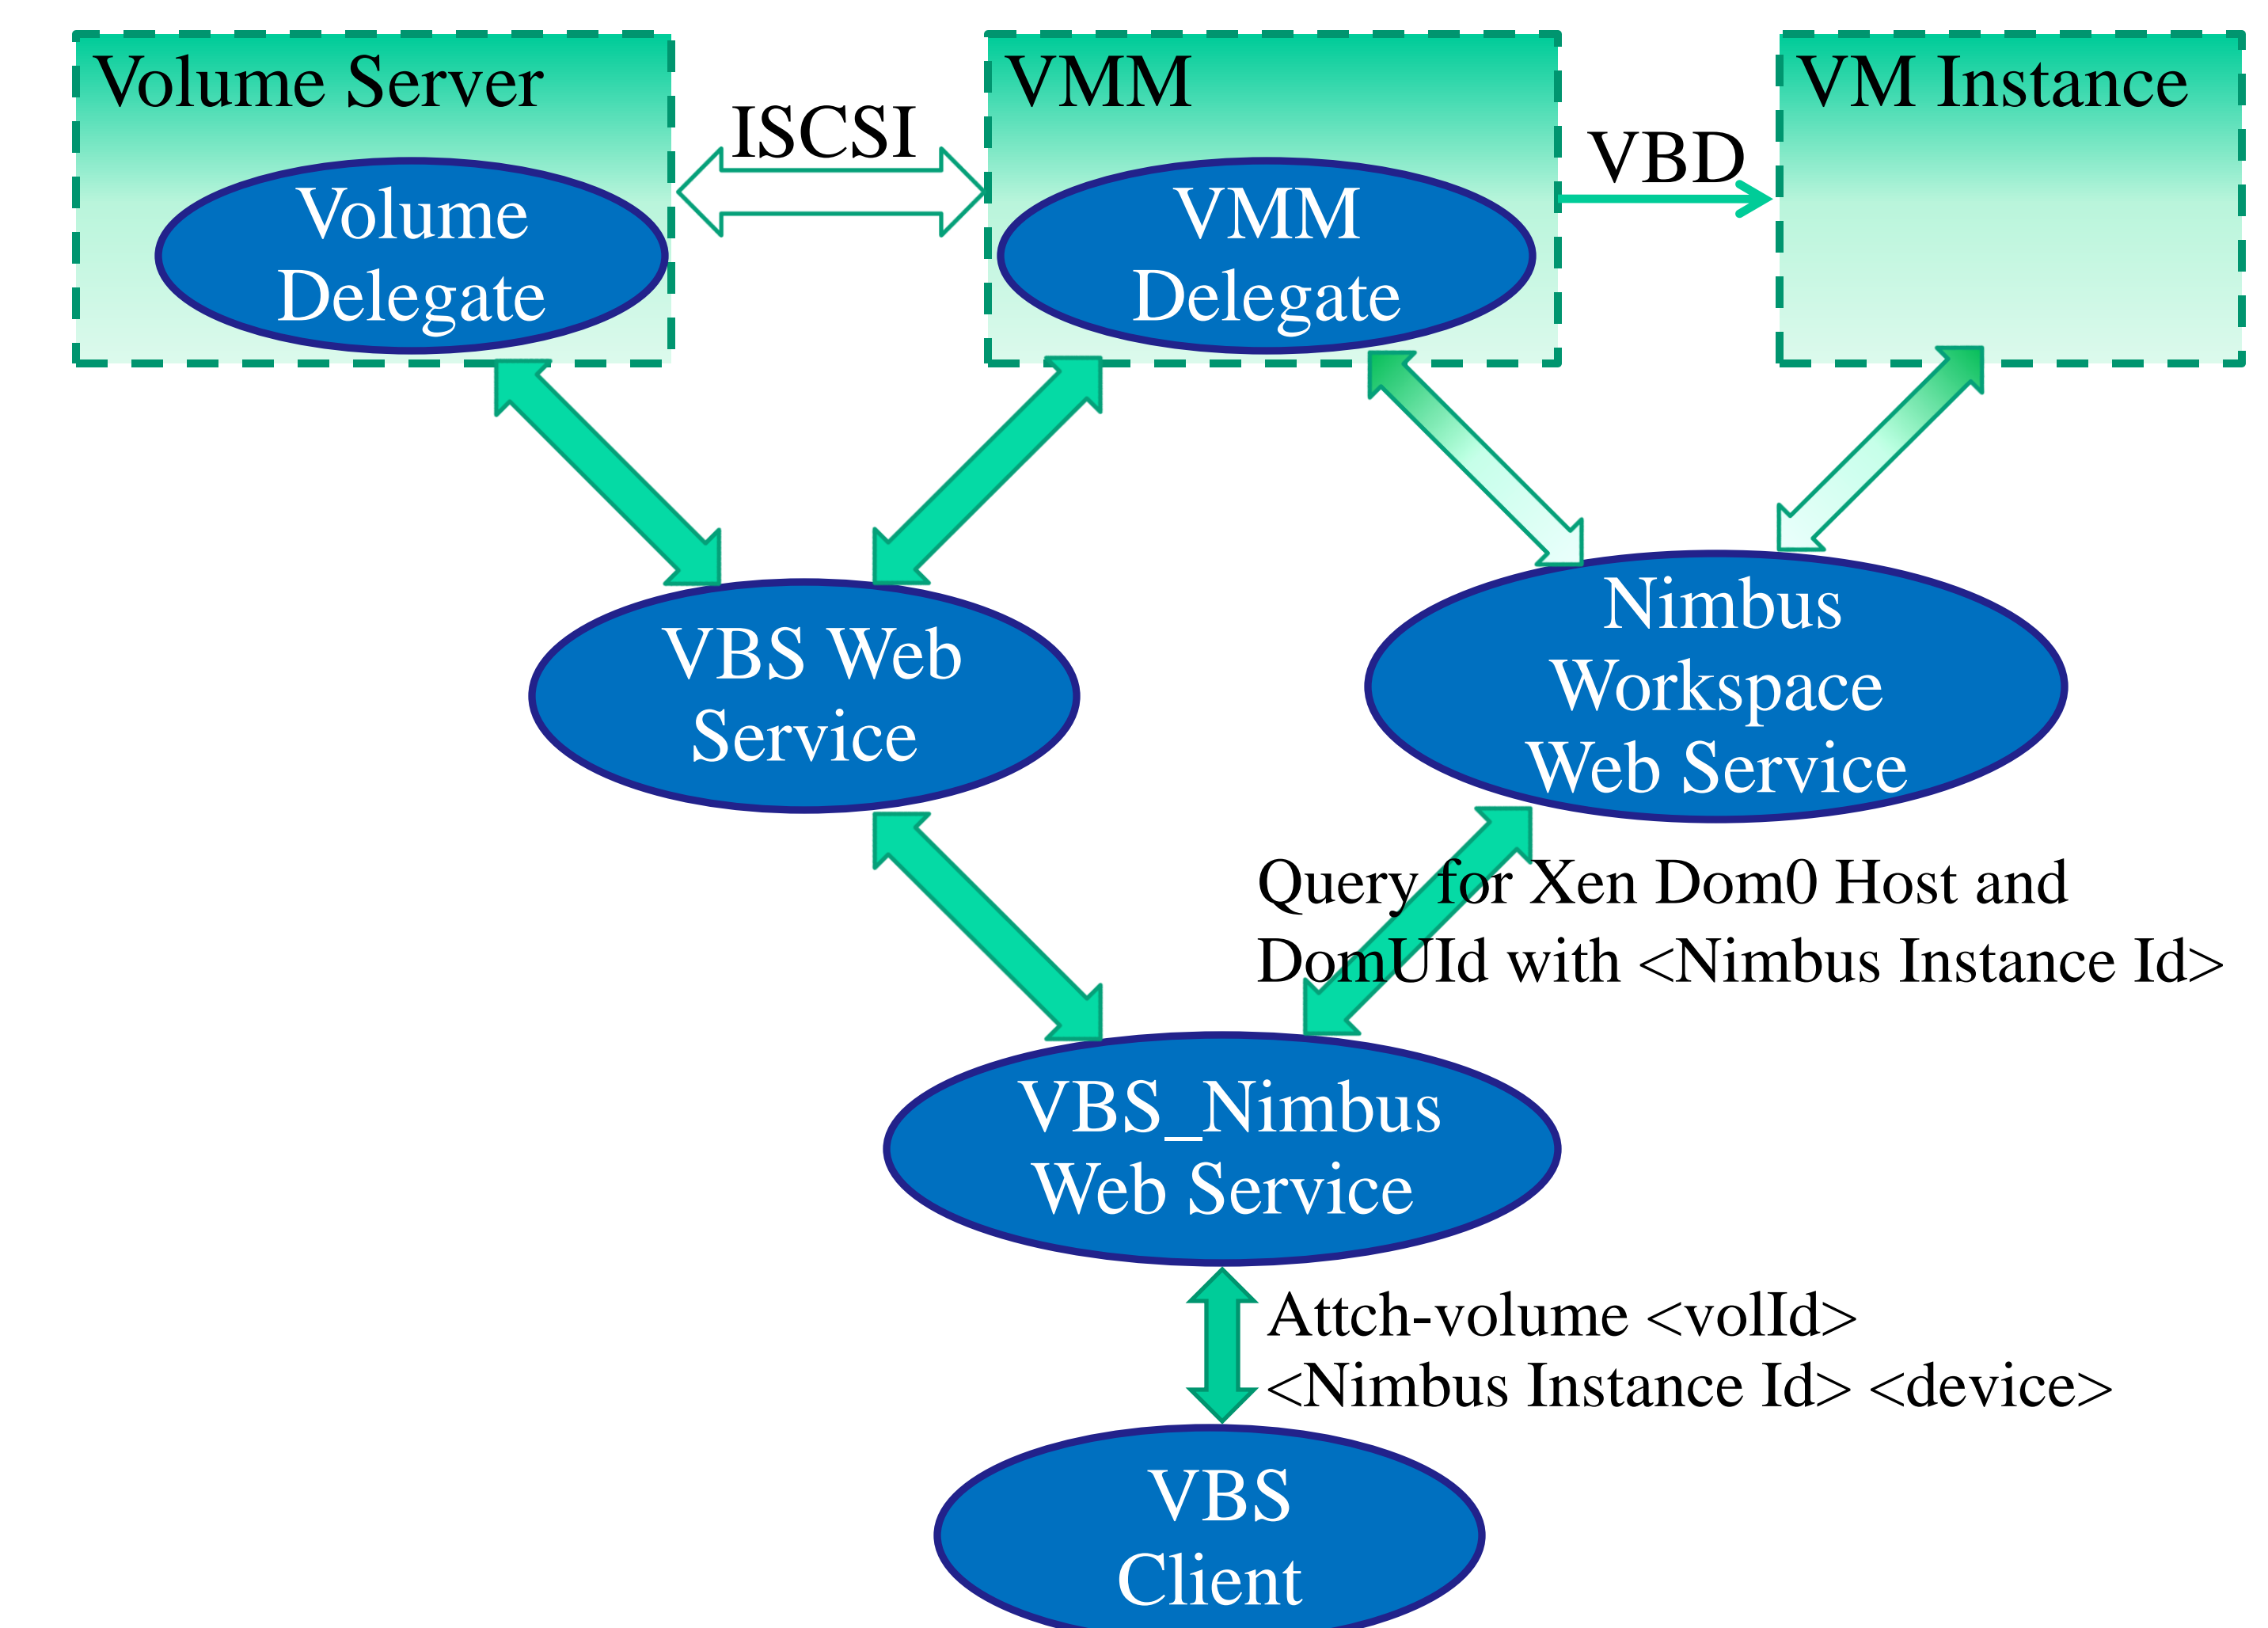 Volume Server
ISCSI
VMM
VBD
VM Instance
Volume
Delegate
VMM
Delegate
VBS Web
Service
Nimbus
Workspace
Web Service
Query for Xen Dom0 Host and
DomUId with <Nimbus Instance Id>
VBS_Nimbus
Web Service
Attch-volume <volId>
<Nimbus Instance Id> <device>
VBS
Client